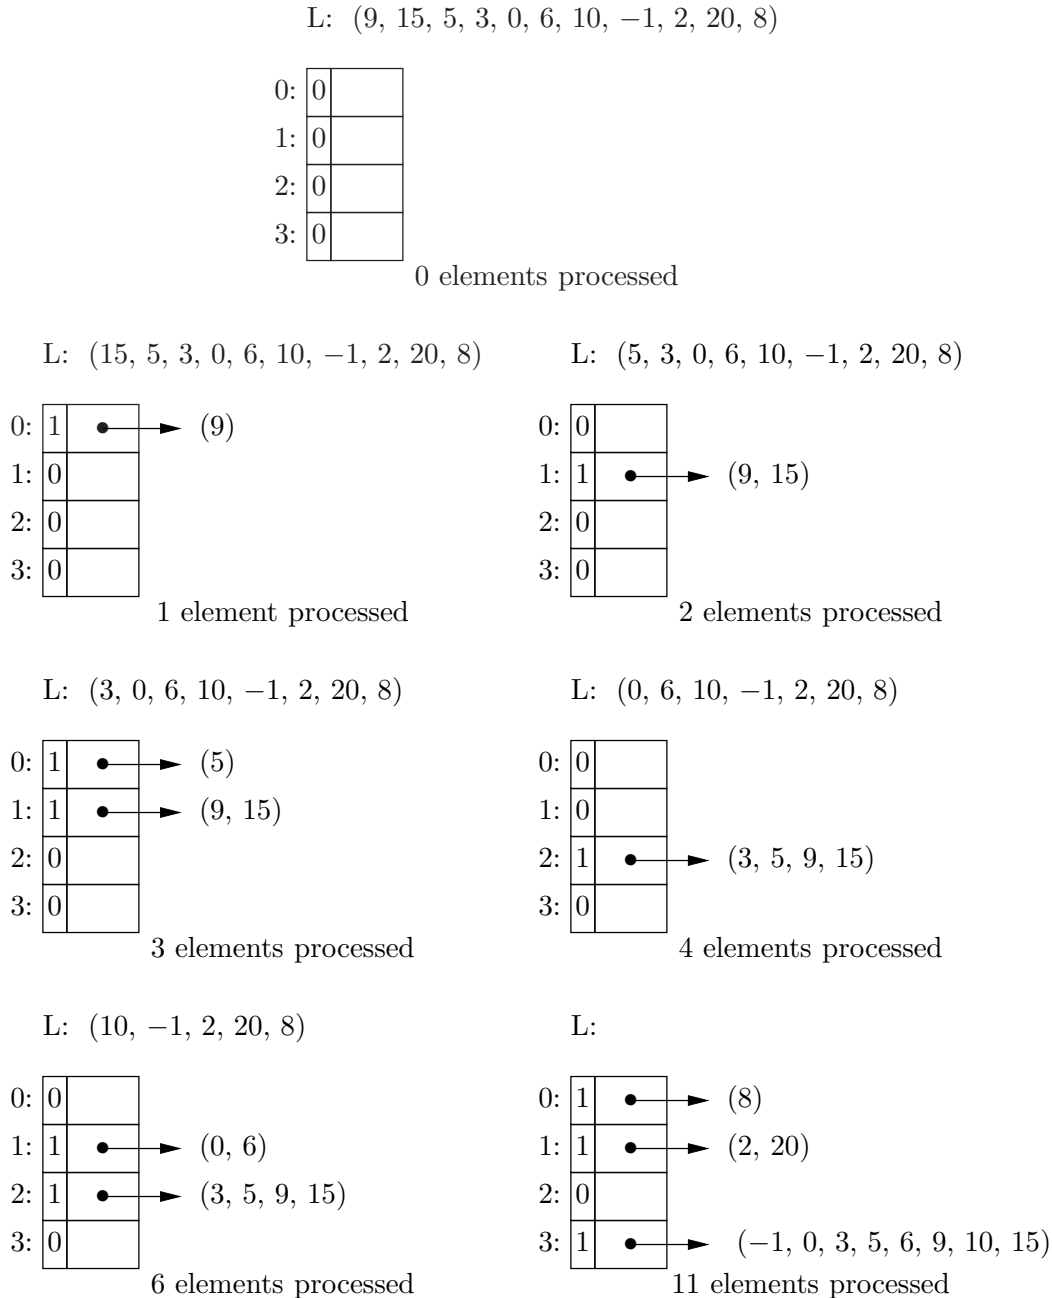 L: (9, 15, 5, 3, 0, 6, 10, −1, 2, 20, 8)
0: 0
1: 0
2: 0
3: 0
0 elements processed
L: (15, 5, 3, 0, 6, 10, −1, 2, 20, 8)
0: 1 (9)
1: 0
2: 0
3: 0
1 element processed
L: (5, 3, 0, 6, 10, −1, 2, 20, 8)
0: 0
1: 1 (9, 15)
2: 0
3: 0
2 elements processed
L: (3, 0, 6, 10, −1, 2, 20, 8)
0: 1 (5)
1: 1 (9, 15)
2: 0
3: 0
3 elements processed
L: (0, 6, 10, −1, 2, 20, 8)
0: 0
1: 0
2: 1 (3, 5, 9, 15)
3: 0
4 elements processed
L: (10, −1, 2, 20, 8)
0: 0
1: 1 (0, 6)
2: 1 (3, 5, 9, 15)
3: 0
6 elements processed
L:
0: 1 (8)
1: 1 (2, 20)
2: 0
3: 1 (−1, 0, 3, 5, 6, 9, 10, 15)
11 elements processed